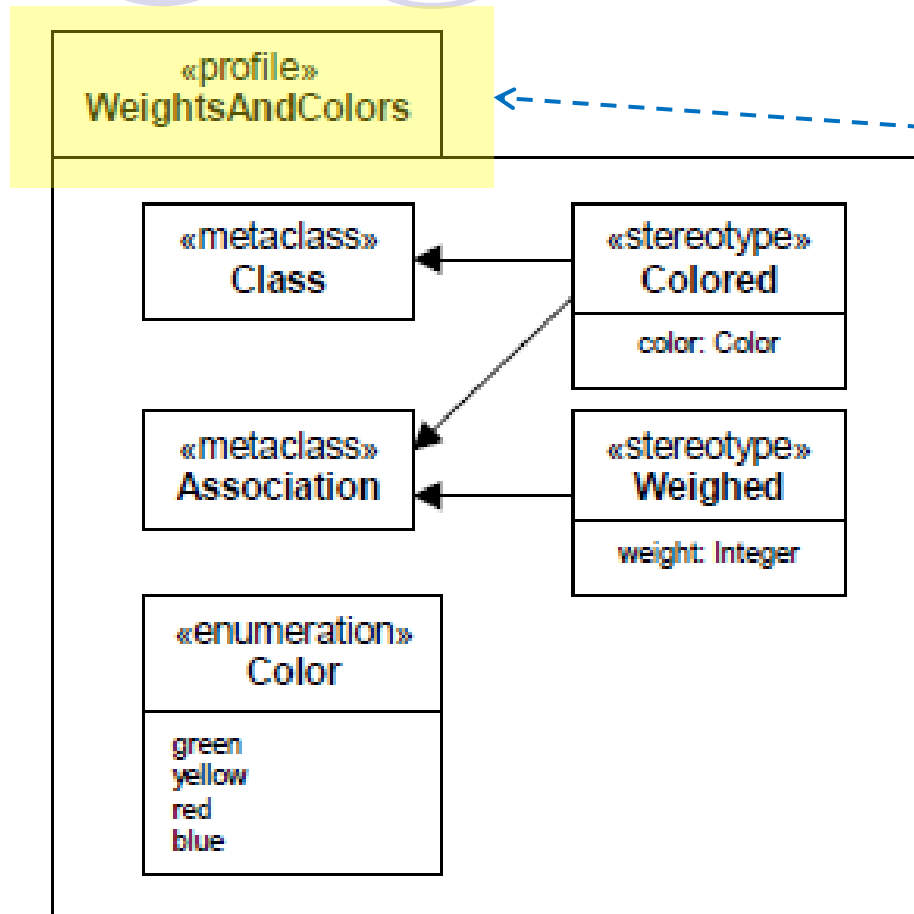 «profile»
WeightsAndColors
«metaclass»
Class
«stereotype»
Colored
color: Color
«metaclass»
Association
«stereotype»
Weighed
weight: Integer
«enumeration»
Color
green
yellow
red
blue